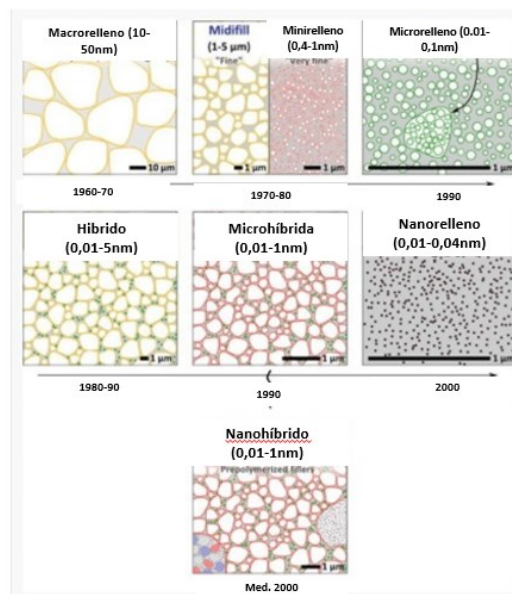 Macrorelleno (10-
50nm)
10 µm
Midifill
(1-5 µm)
"Fine"
1 µm
Minirelleno
(0,4-1nm)
"Very fine"
1 µm
Microrelleno (0.01-
0,1nm)
1 µm
1960-70
1970-80
1990
Hibrido
(0,01-5nm)
1 µm
Microhíbrida
(0,01-1nm)
1 µm
Nanorelleno
(0,01-0,04nm)
1 µm
1980-90
1990
2000
Nanohíbrido
(0,01-1nm)
Prepolymerized fillers
1 µm
Med. 2000